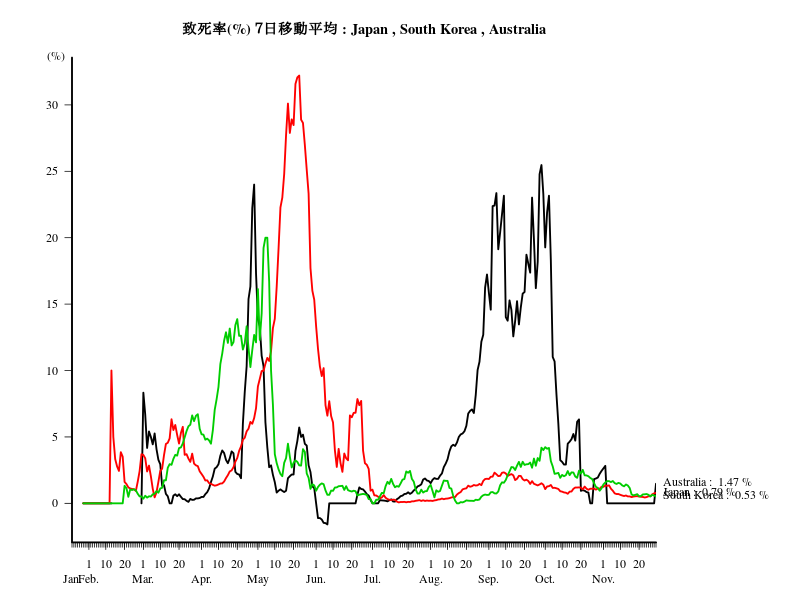 致死率(%) 7日移動平均 : Japan , South Korea , Australia
(%)
30
25
20
15
10
5
0
Australia : 1.47 %
Japan : 0.79 %
South Korea : 0.53 %
1 10 20 1 10 20 1 10 20 1 10 20 1 10 20 1 10 20 1 10 20 1 10 20 1 10 20 1 10 20
Jan. Feb. Mar. Apr. May Jun. Jul. Aug. Sep. Oct. Nov.